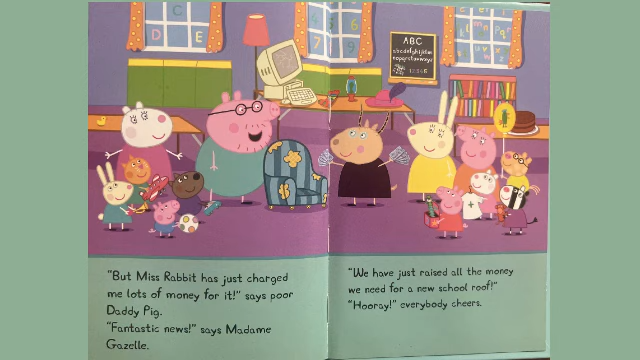 "But Miss Rabbit has just charged
me lots of money for it!" says poor
Daddy Pig.
"Fantastic news!" says Madame
Gazelle.
"We have just raised all the money
we need for a new school roof!"
"Hooray!" everybody cheers.
ABC